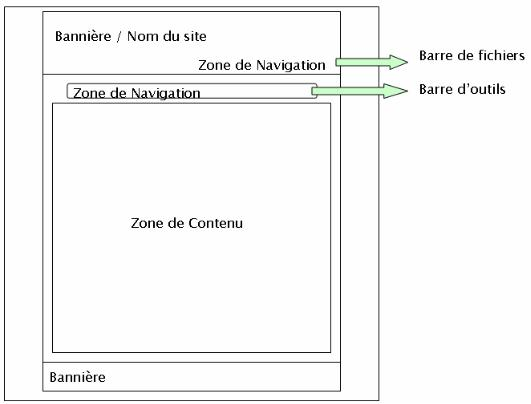 Bannière / Nom du site
Zone de Navigation
Barre de fichiers
Zone de Navigation
Barre d'outils
Zone de Contenu
Bannière